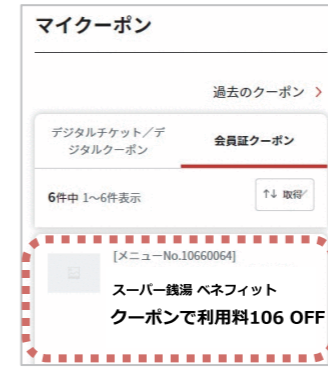 マイクーポン
過去のクーポン >
デジタルチケット／デ
ジタルクーポン
会員証クーポン
6件中 1～6件表示
↑↓ 取得
[メニューNo.10660064]
スーパー銭湯 ベネフィット
クーポンで利用料106 OFF